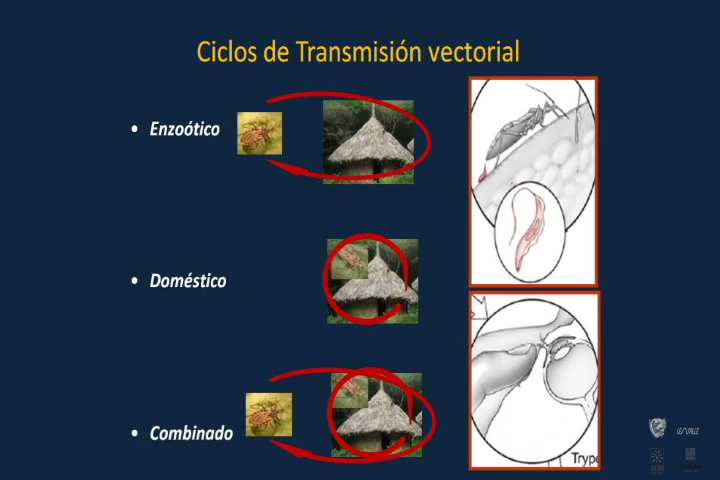 Ciclos de Transmisión vectorial
• Enzoótico
• Doméstico
• Combinado
Trypo